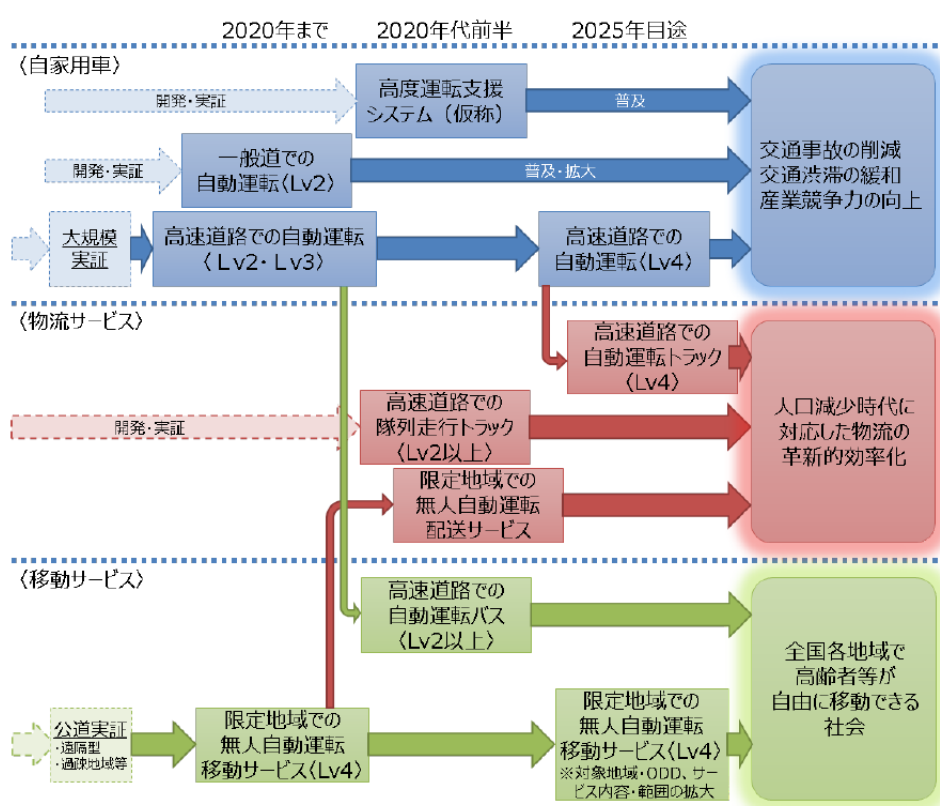 2020年まで
2020年代前半
2025年目途
〈自家用車〉
開発・実証
高度運転支援
システム（仮称）
普及
開発・実証
一般道での
自動運転〈Lv2〉
普及・拡大
大規模
実証
高速道路での自動運転
〈Lv2・Lv3〉
高速道路での
自動運転〈Lv4〉
交通事故の削減
交通渋滞の緩和
産業競争力の向上
〈物流サービス〉
高速道路での
自動運転トラック
〈Lv4〉
開発・実証
高速道路での
隊列走行トラック
〈Lv2以上〉
限定地域での
無人自動運転
配送サービス
人口減少時代に
対応した物流の
革新的効率化
〈移動サービス〉
高速道路での
自動運転バス
〈Lv2以上〉
公道実証
・遠隔型
・過疎地域等
限定地域での
無人自動運転
移動サービス〈Lv4〉
限定地域での
無人自動運転
移動サービス〈Lv4〉
※対象地域・ODD、サー
ビス内容・範囲の拡大
全国各地域で
高齢者等が
自由に移動できる
社会